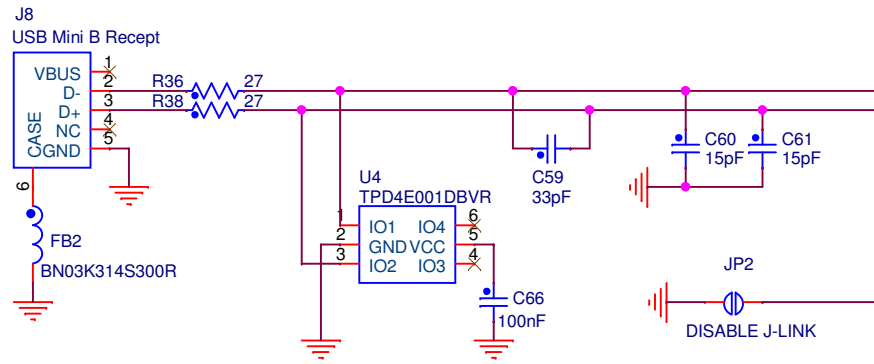 J8
USB Mini B Recept
VBUS 1
D- 2
D+ 3
NC 4
GND 5
CASE
6
FB2
BN03K314S300R
R36 27
R38 27
U4
TPD4E001DBVR
1 IO1 IO4 6
2 GND VCC 5
3 IO2 IO3 4
C66
100nF
C59
33pF
C60
15pF
C61
15pF
JP2
DISABLE J-LINK